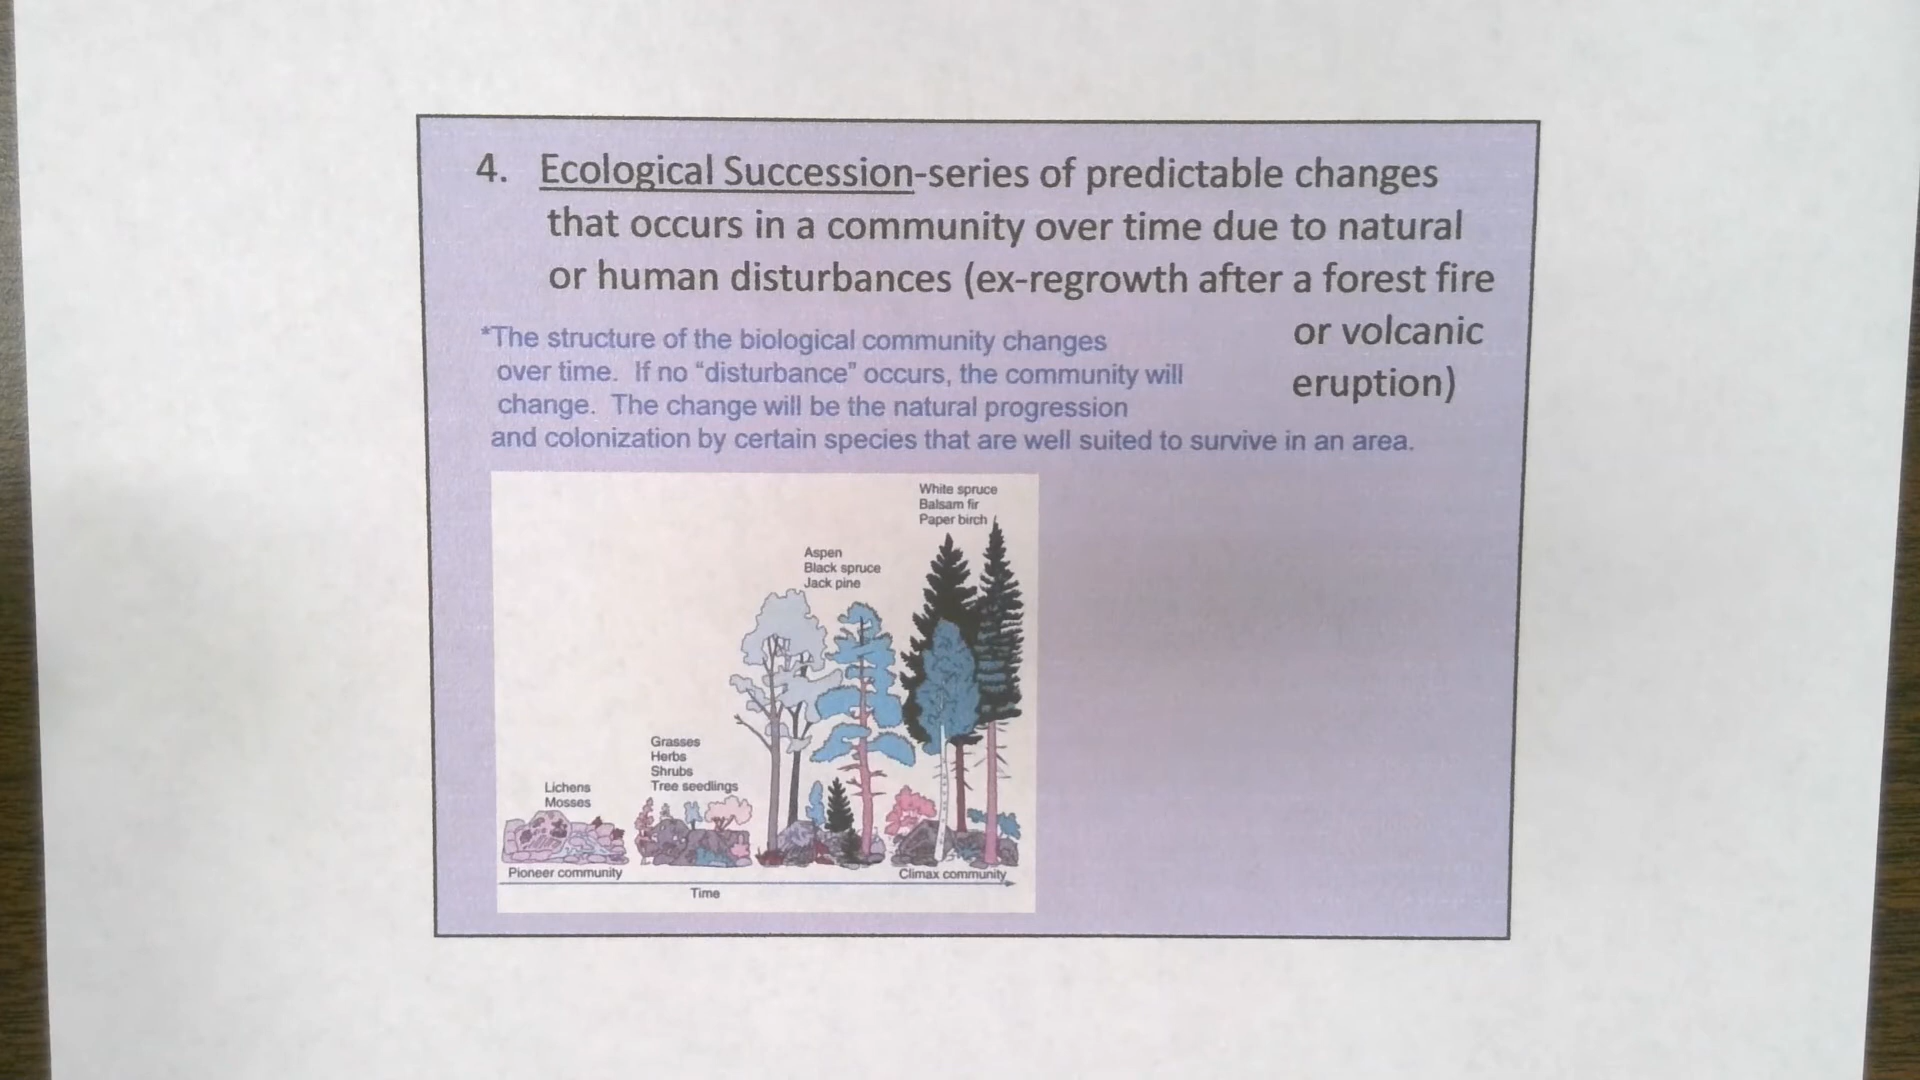 4. Ecological Succession-series of predictable changes
that occurs in a community over time due to natural
or human disturbances (ex-regrowth after a forest fire
or volcanic
eruption)
*The structure of the biological community changes
over time. If no "disturbance" occurs, the community will
change. The change will be the natural progression
and colonization by certain species that are well suited to survive in an area.
White spruce
Balsam fir
Paper birch
Aspen
Black spruce
Jack pine
Grasses
Herbs
Shrubs
Tree seedlings
Lichens
Mosses
Pioneer community
Climax community
Time